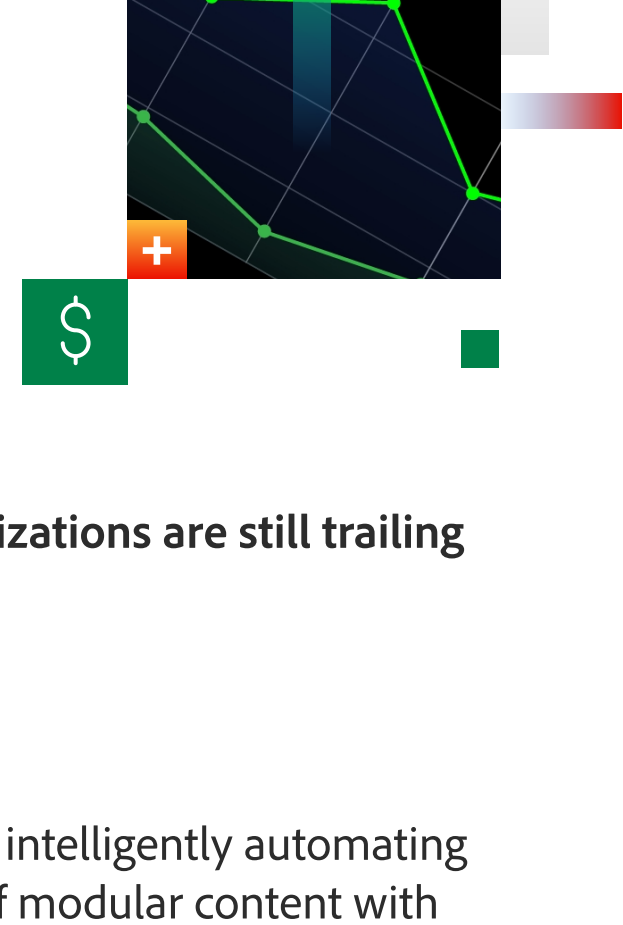 $
izations are still trailing
intelligently automating
f modular content with